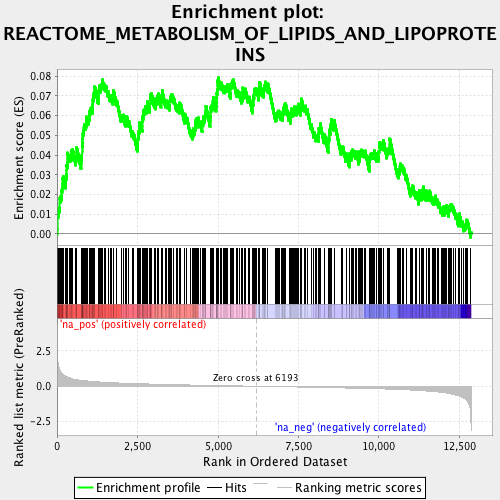 Enrichment plot:
REACTOME_METABOLISM_OF_LIPIDS_AND_LIPOPROTE
INS
Enrichment score (ES)
0.08
0.07
0.06
0.05
0.04
0.03
0.02
0.01
0.00
'na_pos' (positively correlated)
Ranked list metric (PreRanked)
2.5
0.0
-2.5
Zero cross at 6193
'na_neg' (negatively correlated)
0
2,500
5,000
7,500
10,000
12,500
Rank in Ordered Dataset
Enrichment profile
Hits
Ranking metric scores